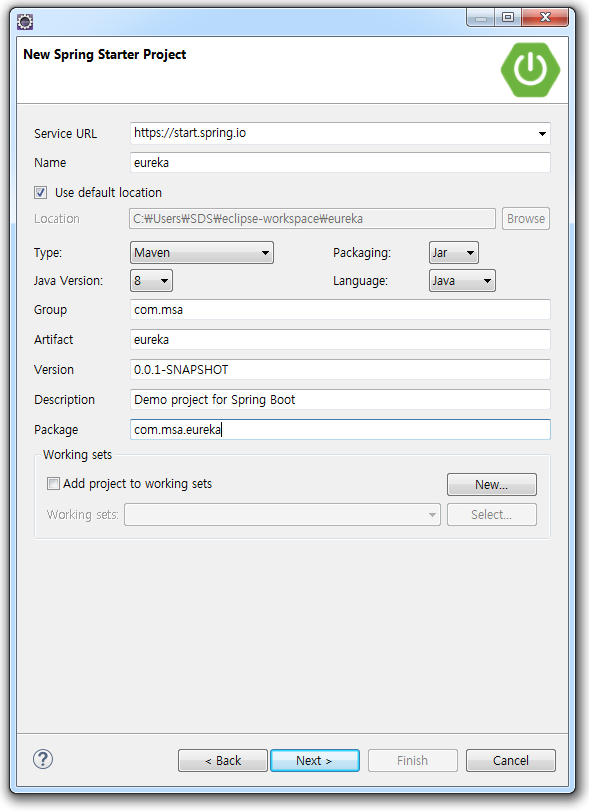 New Spring Starter Project
Service URL https://start.spring.io
Name eureka
Use default location
Location C:₩Users₩SDS₩eclipse-workspace₩eureka Browse
Type: Maven Packaging: Jar
Java Version: 8 Language: Java
Group com.msa
Artifact eureka
Version 0.0.1-SNAPSHOT
Description Demo project for Spring Boot
Package com.msa.eureka
Working sets
Add project to working sets New...
Working sets: Select...
? < Back Next > Finish Cancel